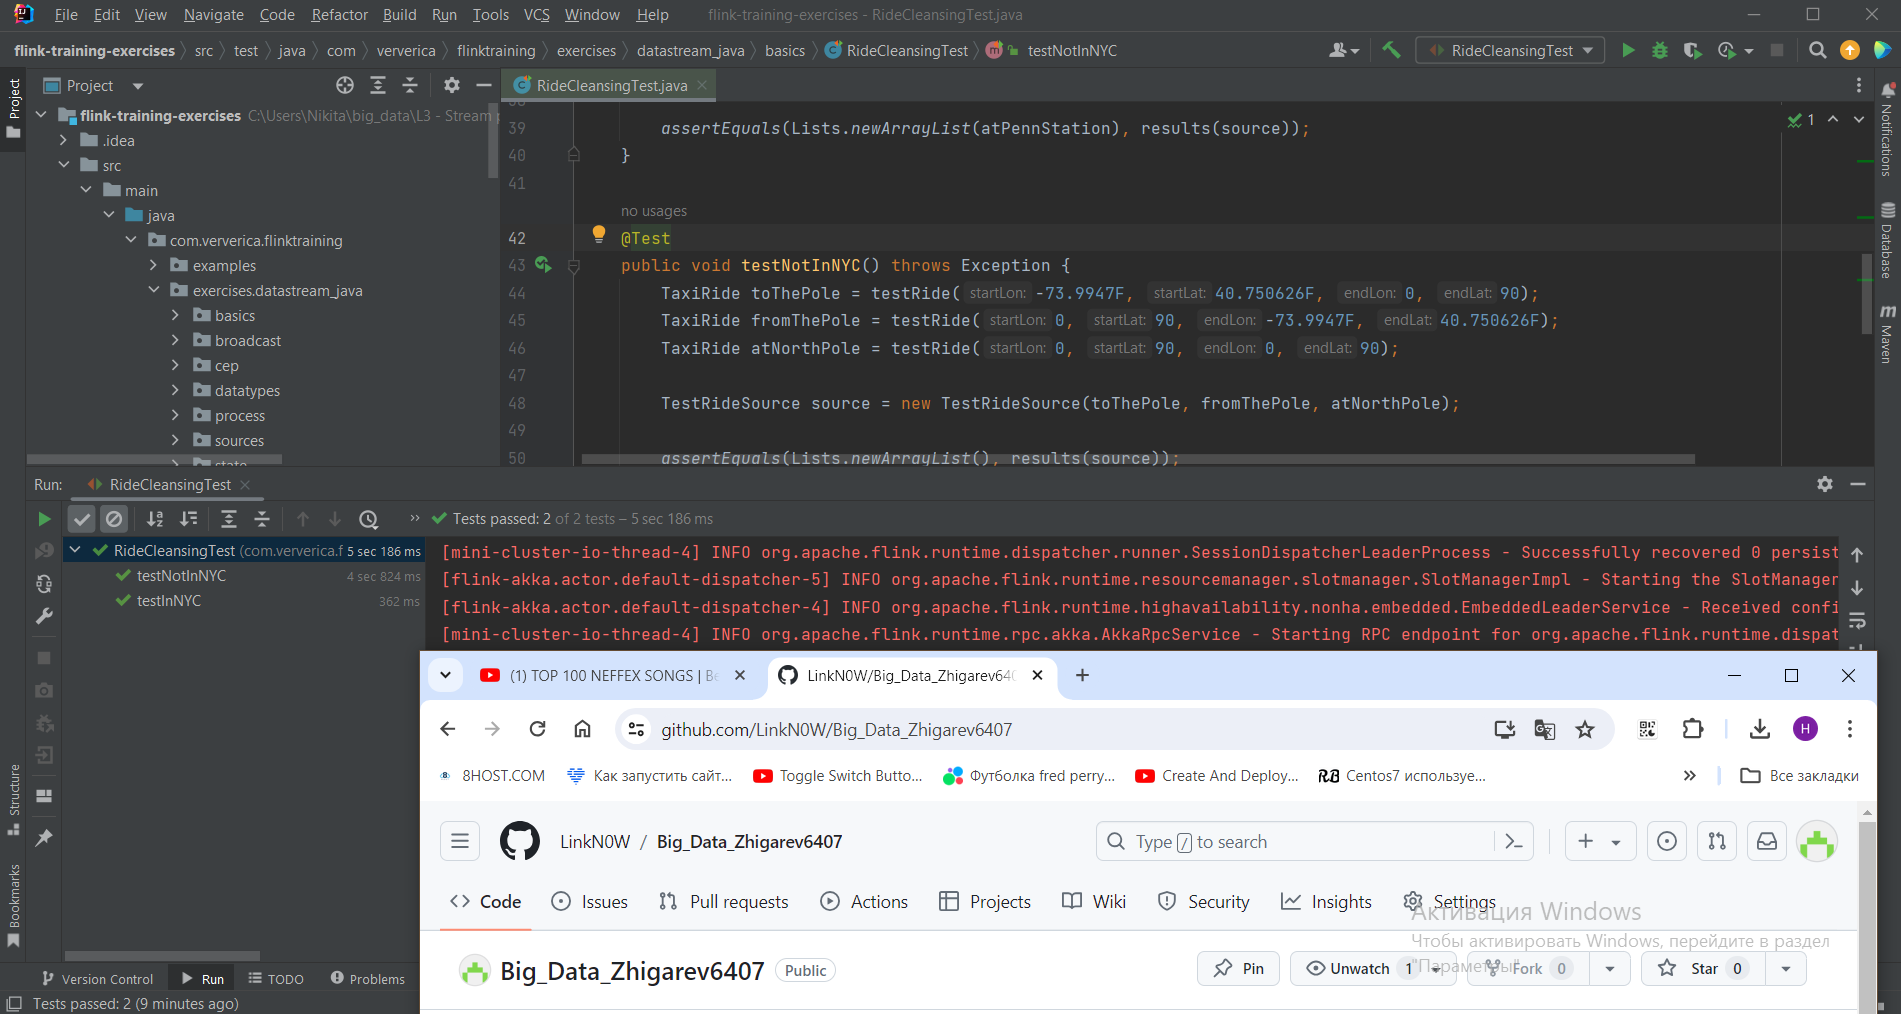 File Edit View Navigate Code Refactor Build Run Tools VCS Window Help flink-training-exercises - RideCleansingTest.java
flink-training-exercises src test java com ververica flinktraining exercises datastream_java basics RideCleansingTest testNotInNYC RideCleansingTest
Project
Project
RideCleansingTest.java
flink-training-exercises C:\Users\Nikita\big_data\L3 - Stream
.idea
src
main
java
com.ververica.flinktraining
examples
exercises.datastream_java
basics
broadcast
cep
datatypes
process
sources
state
39 assertEquals(Lists.newArrayList(atPennStation), results(source));
40 }
41
no usages
42 @Test
43 public void testNotInNYC() throws Exception {
44 TaxiRide toThePole = testRide( startLon: -73.9947F, startLat: 40.750626F, endLon: 0, endLat: 90);
45 TaxiRide fromThePole = testRide( startLon: 0, startLat: 90, endLon: -73.9947F, endLat: 40.750626F);
46 TaxiRide atNorthPole = testRide( startLon: 0, startLat: 90, endLon: 0, endLat: 90);
47
48 TestRideSource source = new TestRideSource(toThePole, fromThePole, atNorthPole);
49
50 assertEquals(Lists.newArrayList(), results(source));
1
Notifications
Database
m Maven
Run: RideCleansingTest
Tests passed: 2 of 2 tests – 5 sec 186 ms
RideCleansingTest (com.ververica.f 5 sec 186 ms
testNotInNYC 4 sec 824 ms
testInNYC 362 ms
[mini-cluster-io-thread-4] INFO org.apache.flink.runtime.dispatcher.runner.SessionDispatcherLeaderProcess - Successfully recovered 0 persist
[flink-akka.actor.default-dispatcher-5] INFO org.apache.flink.runtime.resourcemanager.slotmanager.SlotManagerImpl - Starting the SlotManager
[flink-akka.actor.default-dispatcher-4] INFO org.apache.flink.runtime.highavailability.nonha.embedded.EmbeddedLeaderService - Received confi
[mini-cluster-io-thread-4] INFO org.apache.flink.runtime.rpc.akka.AkkaRpcService - Starting RPC endpoint for org.apache.flink.runtime.dispat
Structure
Bookmarks
Version Control Run TODO Problems
Tests passed: 2 (9 minutes ago)
(1) TOP 100 NEFFEX SONGS | Be LinkN0W/Big_Data_Zhigarev640
github.com/LinkN0W/Big_Data_Zhigarev6407 H
8HOST.COM Как запустить сайт... Toggle Switch Butto... Футболка fred perry... Create And Deploy... RB Centos7 используе... » Все закладки
LinkN0W / Big_Data_Zhigarev6407 Type / to search
Code Issues Pull requests Actions Projects Wiki Security Insights Settings
Активация Windows
Чтобы активировать Windows, перейдите в раздел
"Параметры"
Big_Data_Zhigarev6407 Public Pin Unwatch 1 Fork 0 Star 0